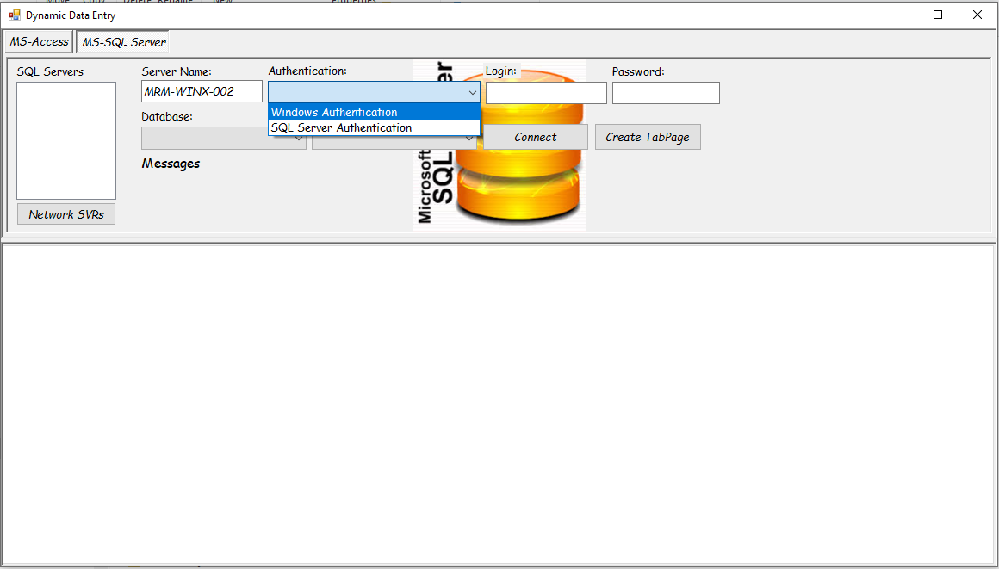 Dynamic Data Entry
MS-Access
MS-SQL Server
SQL Servers
Server Name:
Authentication:
Login:
Password:
MRM-WINX-002
Windows Authentication
SQL Server Authentication
Database:
Connect
Create TabPage
Messages
Network SVRs
Microsoft
SQL